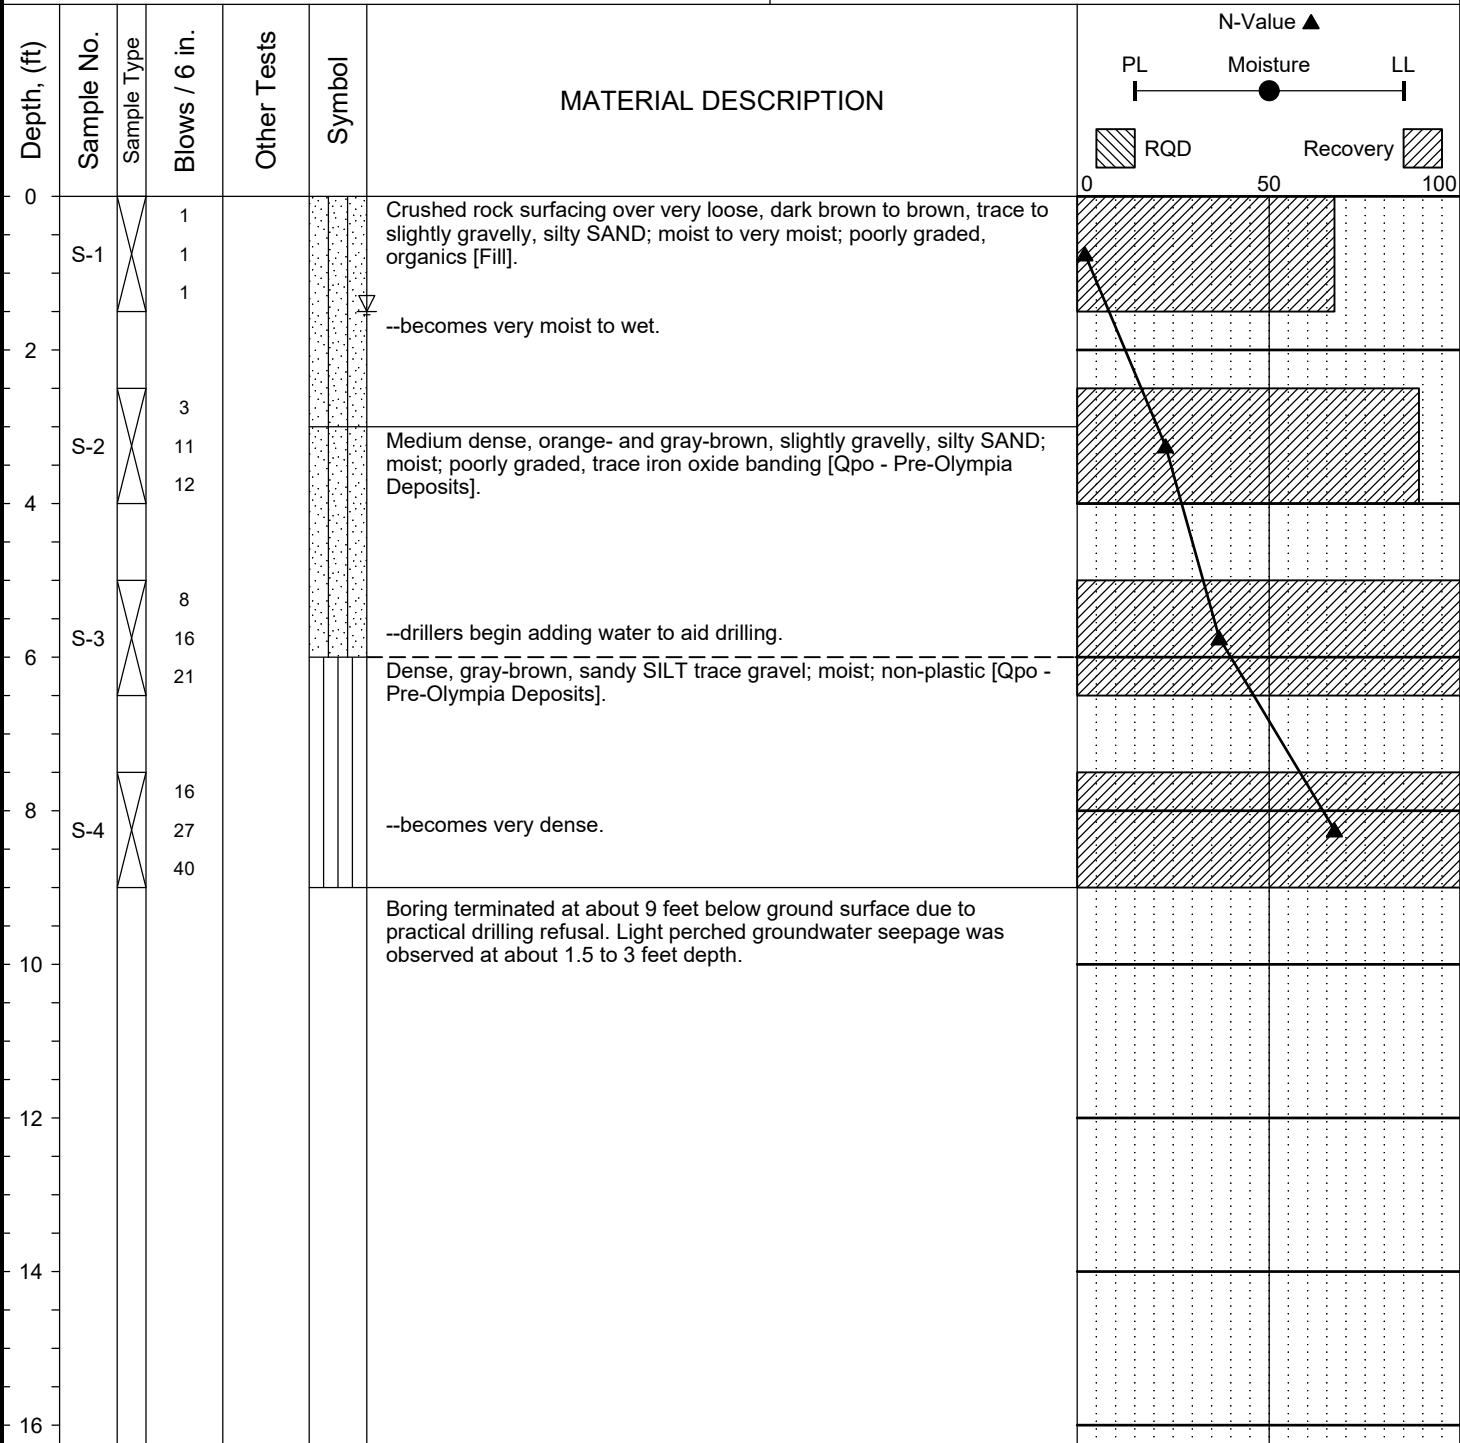 Depth, (ft)
Sample No.
Sample Type
Blows / 6 in.
Other Tests
Symbol
MATERIAL DESCRIPTION
N-Value
PL Moisture LL
RQD Recovery
0 50 100
0
1
S-1 1
1
Crushed rock surfacing over very loose, dark brown to brown, trace to
slightly gravelly, silty SAND; moist to very moist; poorly graded,
organics [Fill].
--becomes very moist to wet.
2
3
S-2 11
12
Medium dense, orange- and gray-brown, slightly gravelly, silty SAND;
moist; poorly graded, trace iron oxide banding [Qpo - Pre-Olympia
Deposits].
4
8
S-3 16
21
--drillers begin adding water to aid drilling.
6
Dense, gray-brown, sandy SILT trace gravel; moist; non-plastic [Qpo -
Pre-Olympia Deposits].
16
8
S-4 27
40
--becomes very dense.
Boring terminated at about 9 feet below ground surface due to
practical drilling refusal. Light perched groundwater seepage was
observed at about 1.5 to 3 feet depth.
10
12
14
16